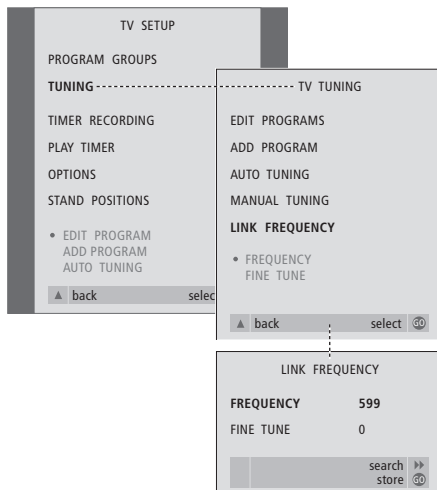 TV SETUP
PROGRAM GROUPS
TUNING
TIMER RECORDING
PLAY TIMER
OPTIONS
STAND POSITIONS
• EDIT PROGRAM
ADD PROGRAM
AUTO TUNING
▲ back selec
TV TUNING
EDIT PROGRAMS
ADD PROGRAM
AUTO TUNING
MANUAL TUNING
LINK FREQUENCY
• FREQUENCY
FINE TUNE
▲ back select GO
LINK FREQUENCY
FREQUENCY 599
FINE TUNE 0
search
store GO